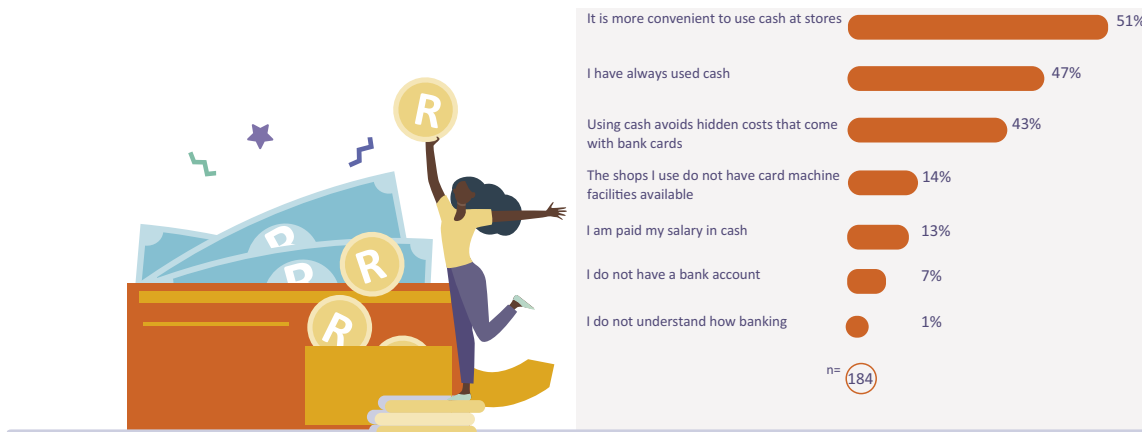 It is more convenient to use cash at stores 51%
I have always used cash 47%
Using cash avoids hidden costs that come
with bank cards 43%
The shops I use do not have card machine
facilities available 14%
I am paid my salary in cash 13%
I do not have a bank account 7%
I do not understand how banking 1%
n= 184
R
R
R
R
R